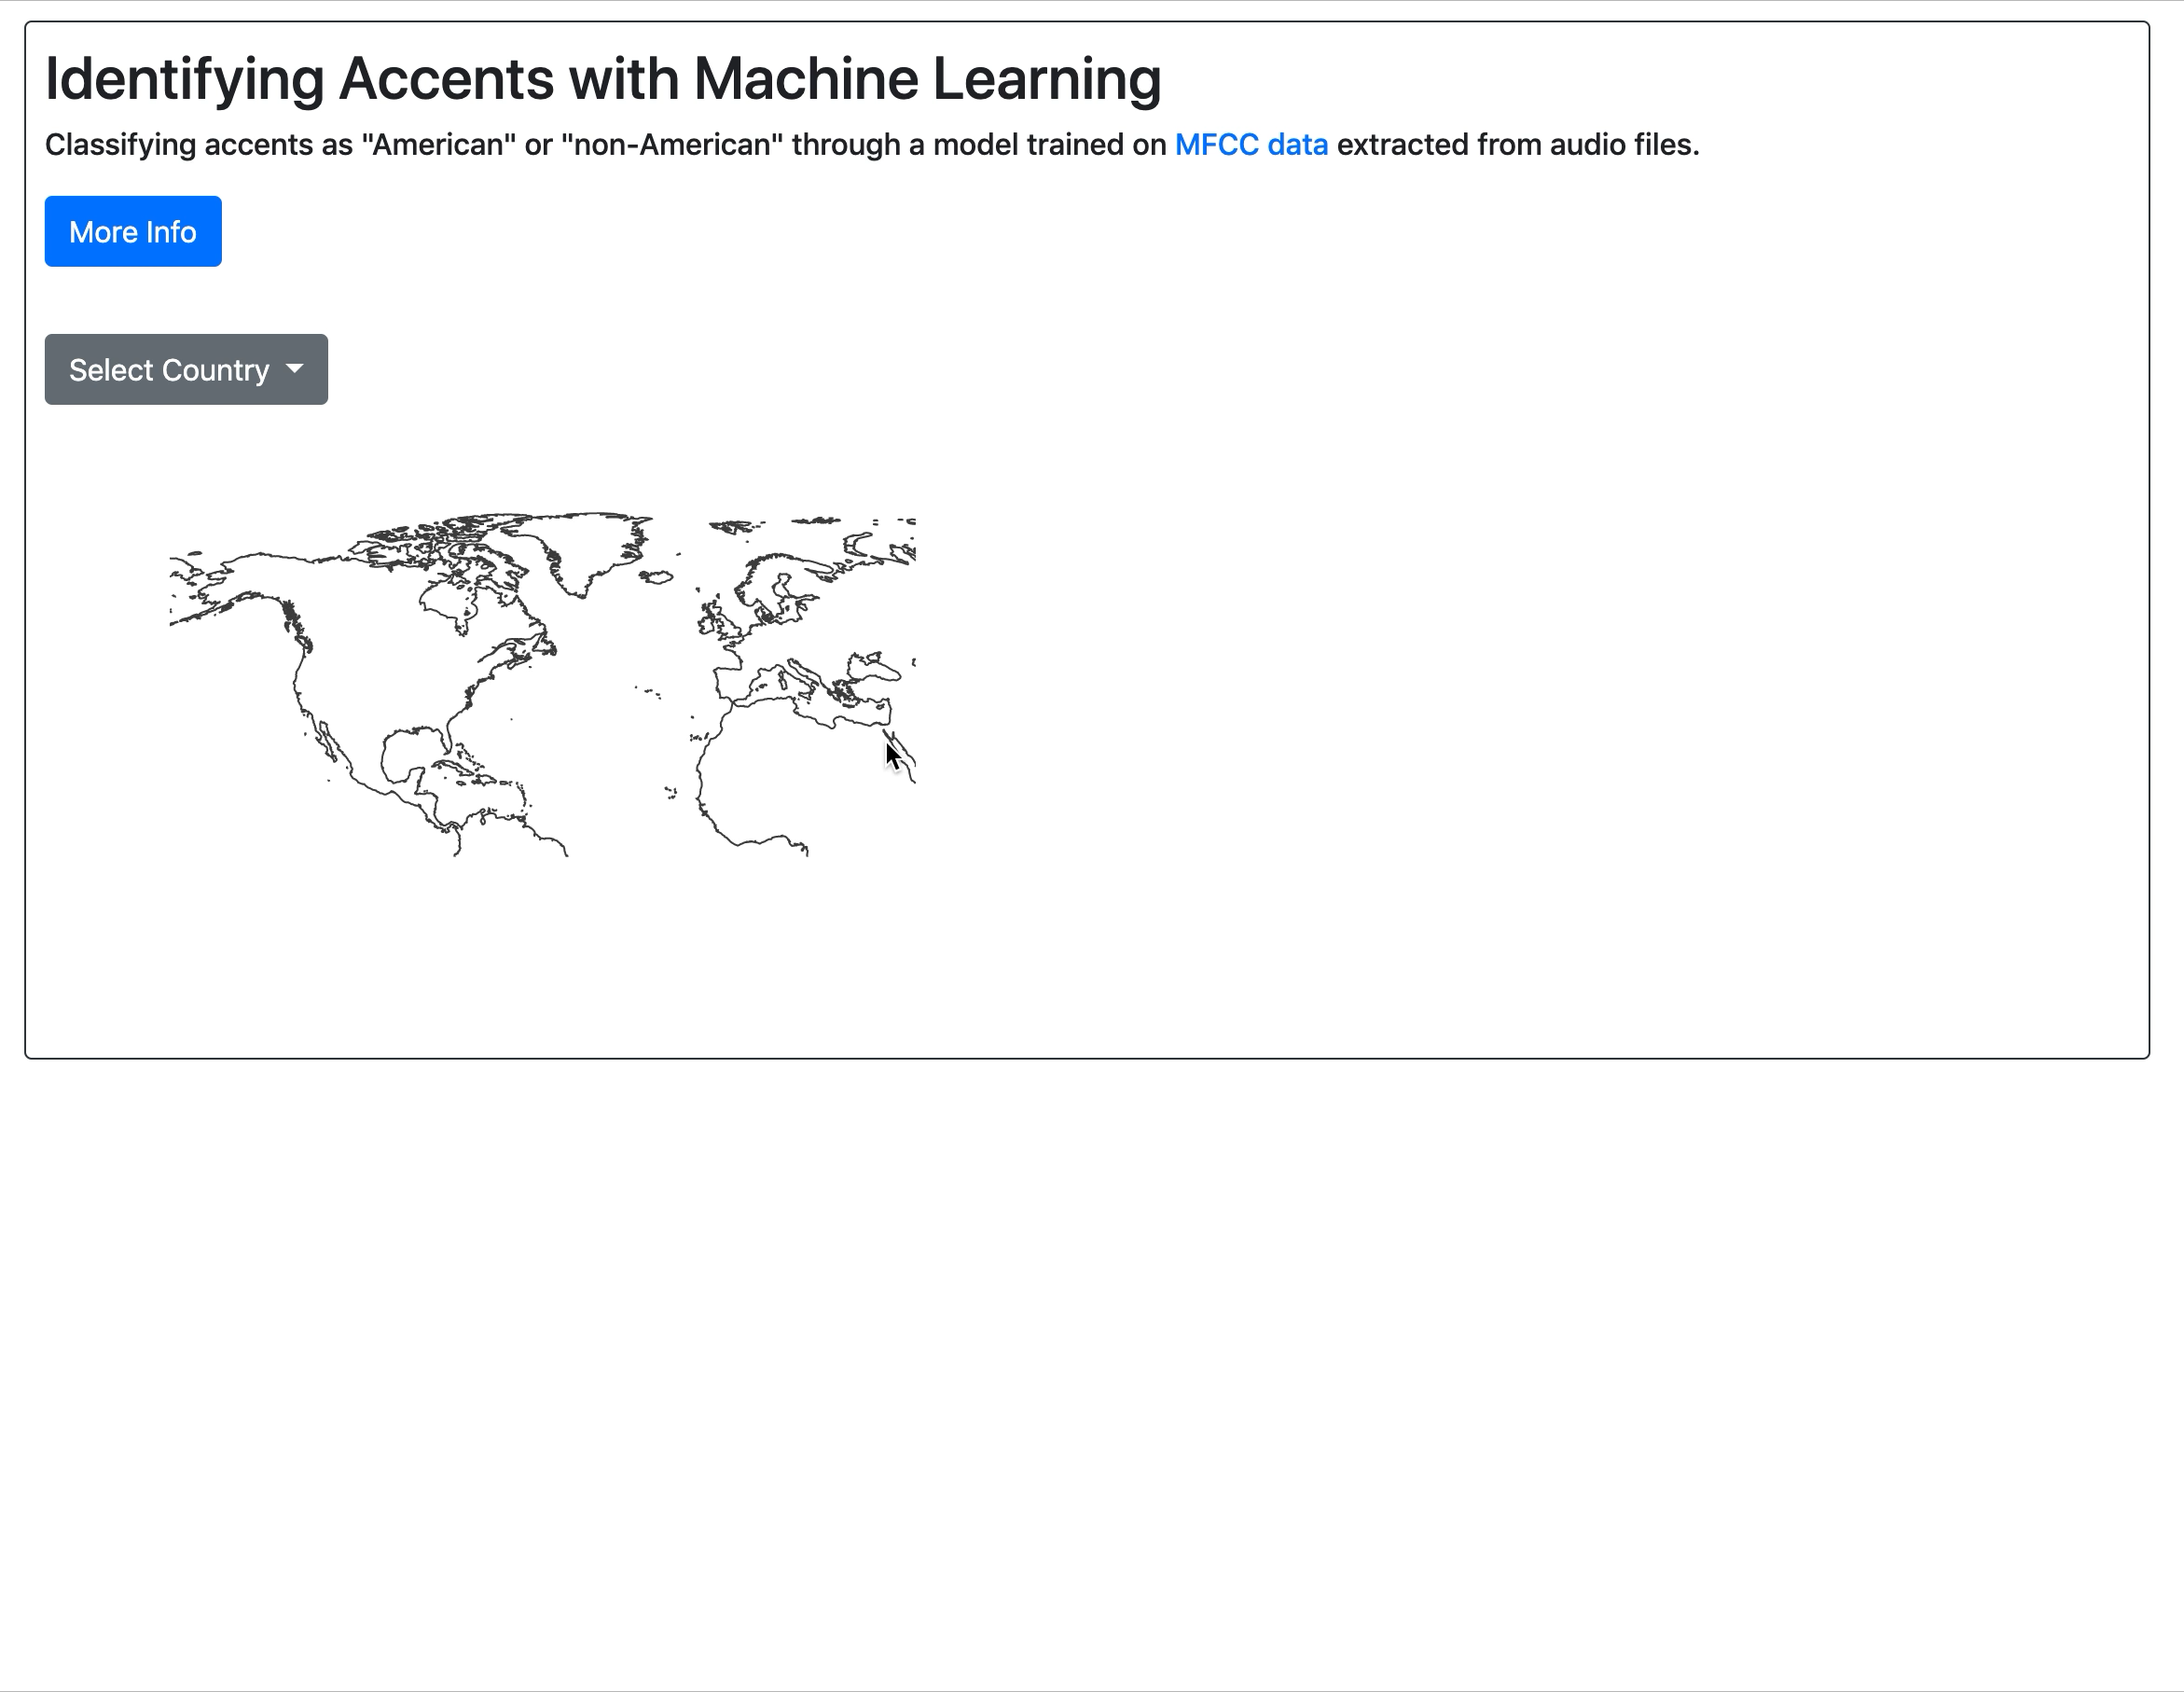 Identifying Accents with Machine Learning
Classifying accents as "American" or "non-American" through a model trained on MFCC data extracted from audio files.
More Info
Select Country